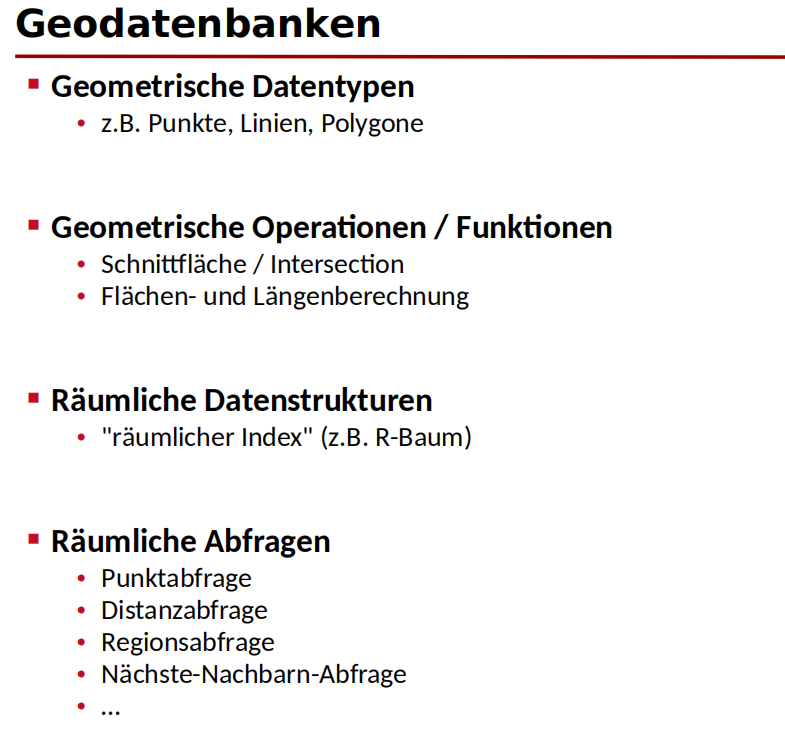 Geodatenbanken
Geometrische Datentypen
z.B. Punkte, Linien, Polygone
Geometrische Operationen / Funktionen
Schnittfläche / Intersection
Flächen- und Längenberechnung
Räumliche Datenstrukturen
"räumlicher Index" (z.B. R-Baum)
Räumliche Abfragen
Punktabfrage
Distanzabfrage
Regionsabfrage
Nächste-Nachbarn-Abfrage
...